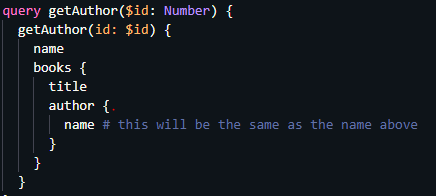 query getAuthor($id: Number) {
  getAuthor(id: $id) {
    name
    books {
      title
      author {
        name # this will be the same as the name above
      }
    }
  }